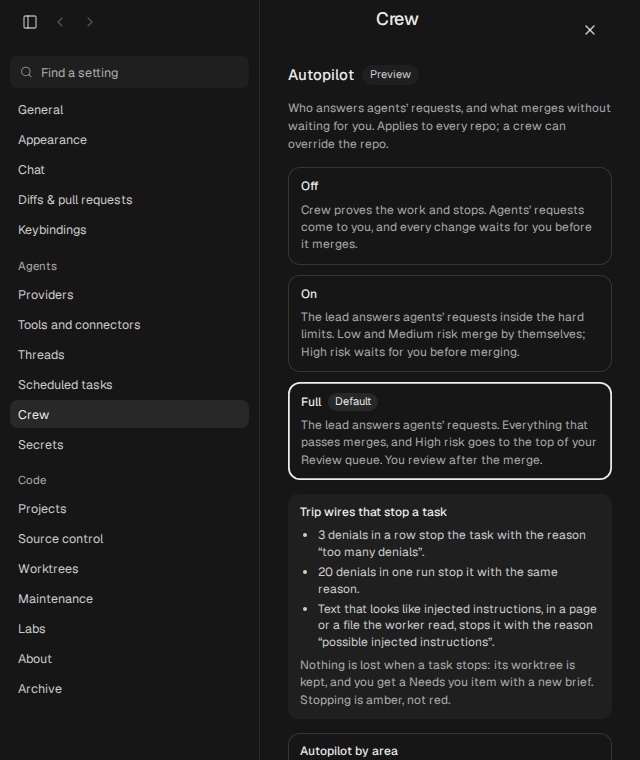 Crew
Find a setting
General
Appearance
Chat
Diffs & pull requests
Keybindings
Agents
Providers
Tools and connectors
Threads
Scheduled tasks
Crew
Secrets
Code
Projects
Source control
Worktrees
Maintenance
Labs
About
Archive
Autopilot Preview
Who answers agents’ requests, and what merges without
waiting for you. Applies to every repo; a crew can
override the repo.
Off
Crew proves the work and stops. Agents’ requests
come to you, and every change waits for you before
it merges.
On
The lead answers agents’ requests inside the hard
limits. Low and Medium risk merge by themselves;
High risk waits for you before merging.
Full Default
The lead answers agents’ requests. Everything that
passes merges, and High risk goes to the top of your
Review queue. You review after the merge.
Trip wires that stop a task
• 3 denials in a row stop the task with the reason
“too many denials”.
• 20 denials in one run stop it with the same
reason.
• Text that looks like injected instructions, in a page
or a file the worker read, stops it with the reason
“possible injected instructions”.
Nothing is lost when a task stops: its worktree is
kept, and you get a Needs you item with a new brief.
Stopping is amber, not red.
Autopilot by area